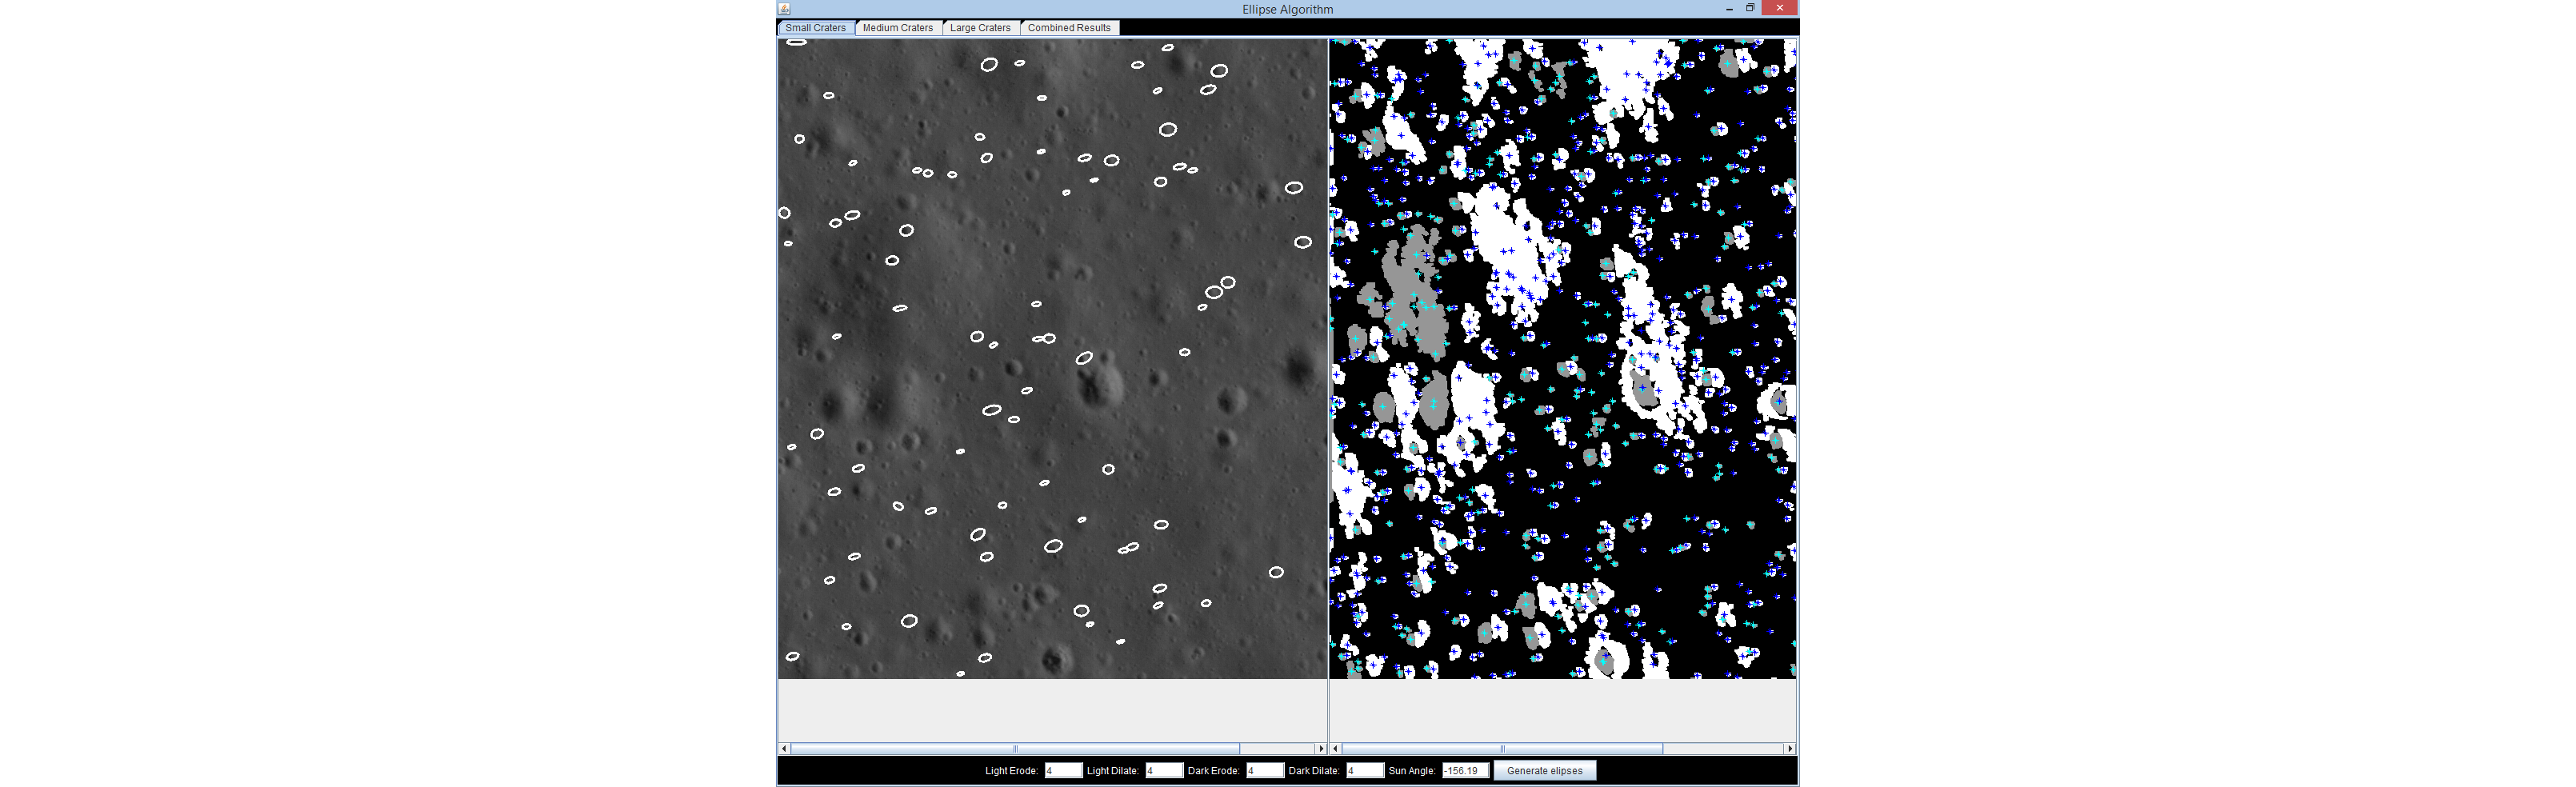 Ellipse Algorithm
Small Craters Medium Craters Large Craters Combined Results
Light Erode: 4 Light Dilate: 4 Dark Erode: 4 Dark Dilate: 4 Sun Angle: -156.19 Generate elipses